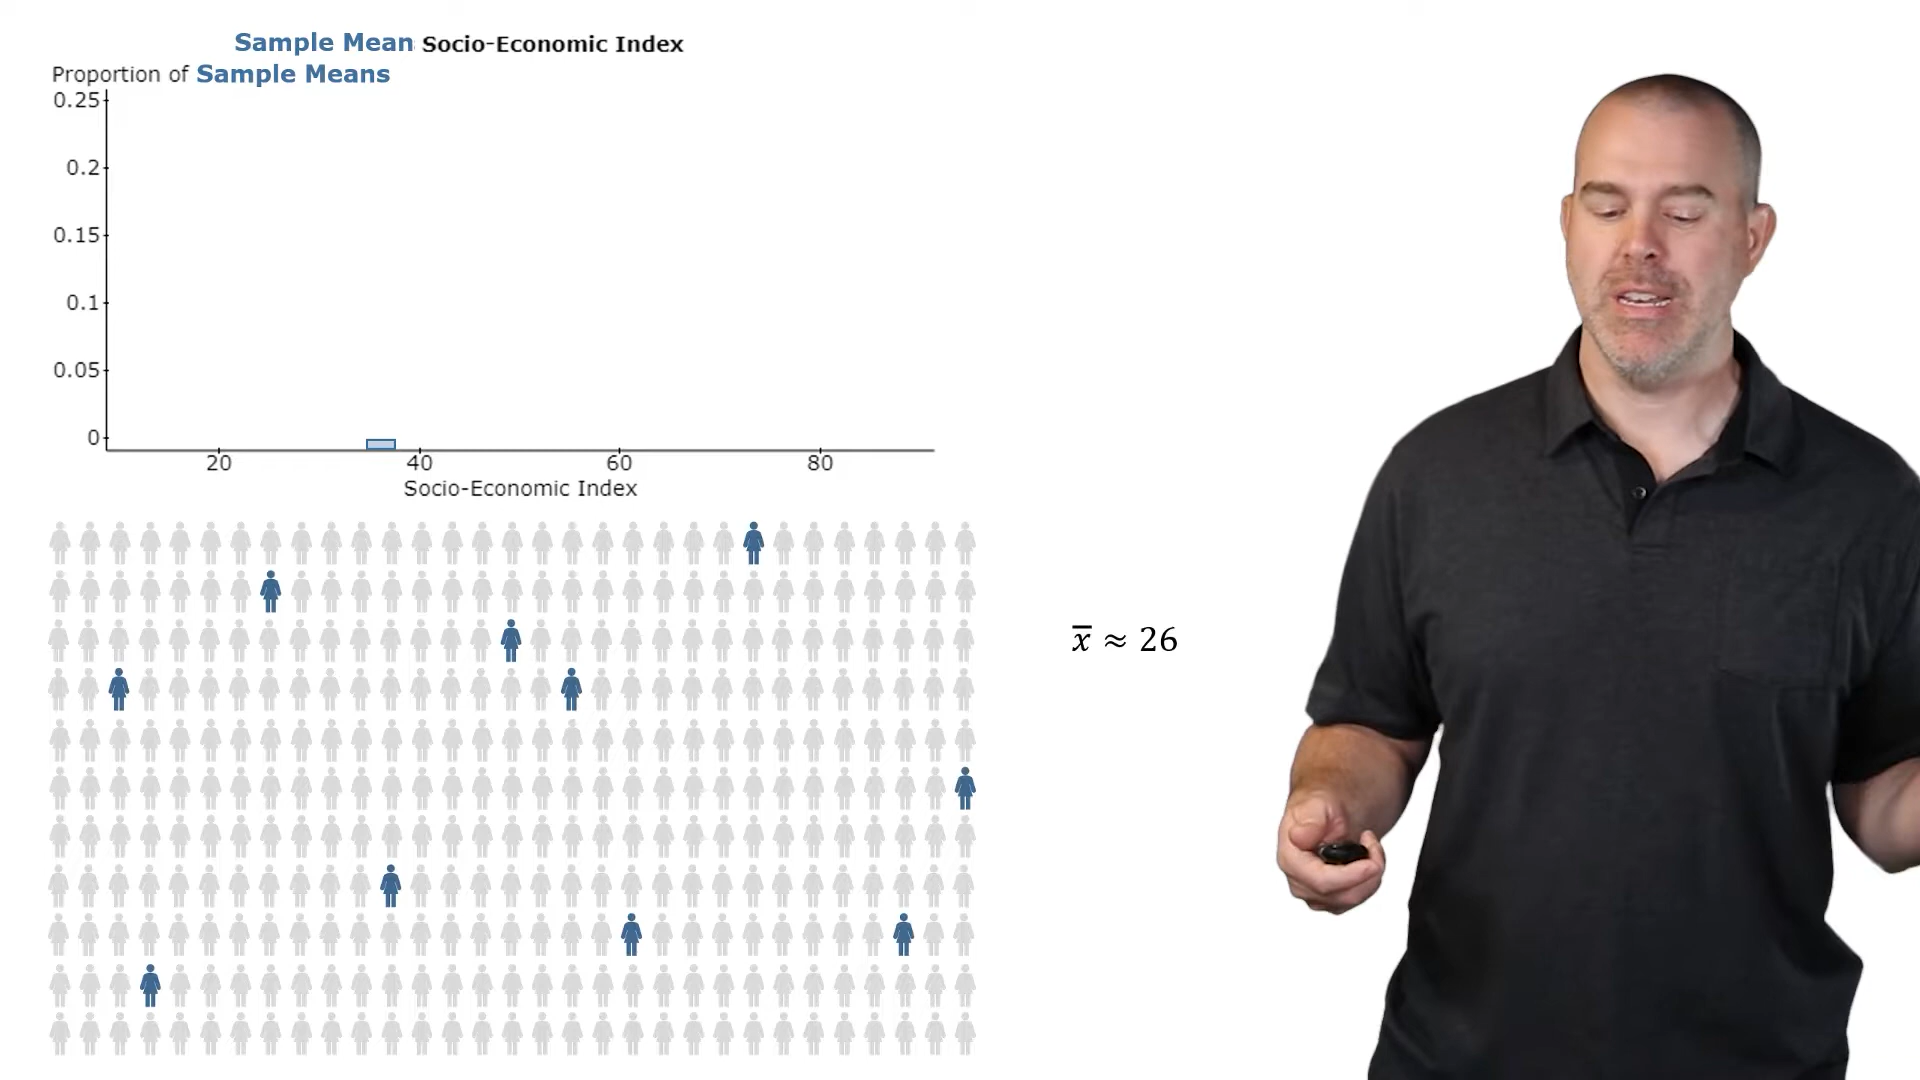 Sample Mean Socio-Economic Index
Proportion of Sample Means
0.25
0.2
0.15
0.1
0.05
0
20 40 60 80
Socio-Economic Index
x̅ ≈ 26